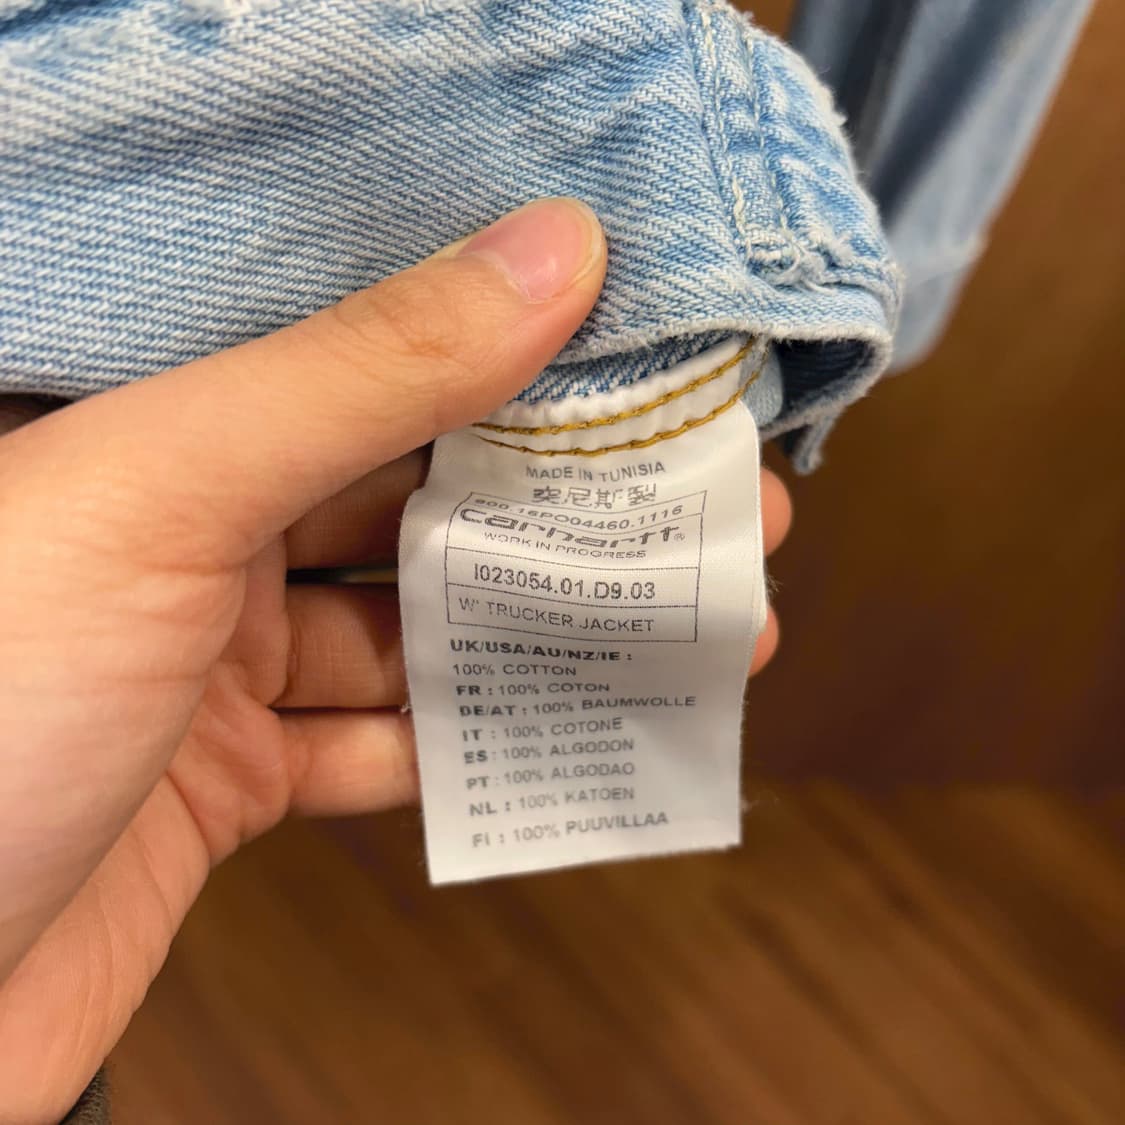 MADE IN TUNISIA
突尼斯製
900.16PO04460.1116
carhartt®
WORK IN PROGRESS
I023054.01.D9.03
W' TRUCKER JACKET
UK/USA/AU/NZ/IE :
100% COTTON
FR : 100% COTON
DE/AT : 100% BAUMWOLLE
IT : 100% COTONE
ES : 100% ALGODON
PT : 100% ALGODAO
NL : 100% KATOEN
FI : 100% PUUVILLAA